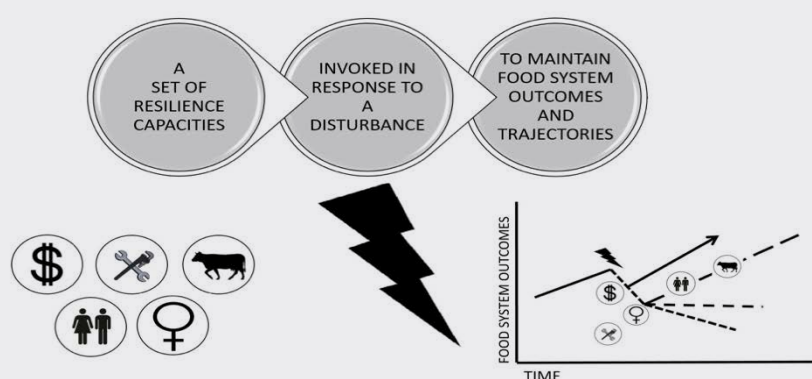 A
SET OF
RESILIENCE
CAPACITIES
INVOKED IN
RESPONSE TO
A
DISTURBANCE
TO MAINTAIN
FOOD SYSTEM
OUTCOMES
AND
TRAJECTORIES
$
FOOD SYSTEM OUTCOMES
$
TIME